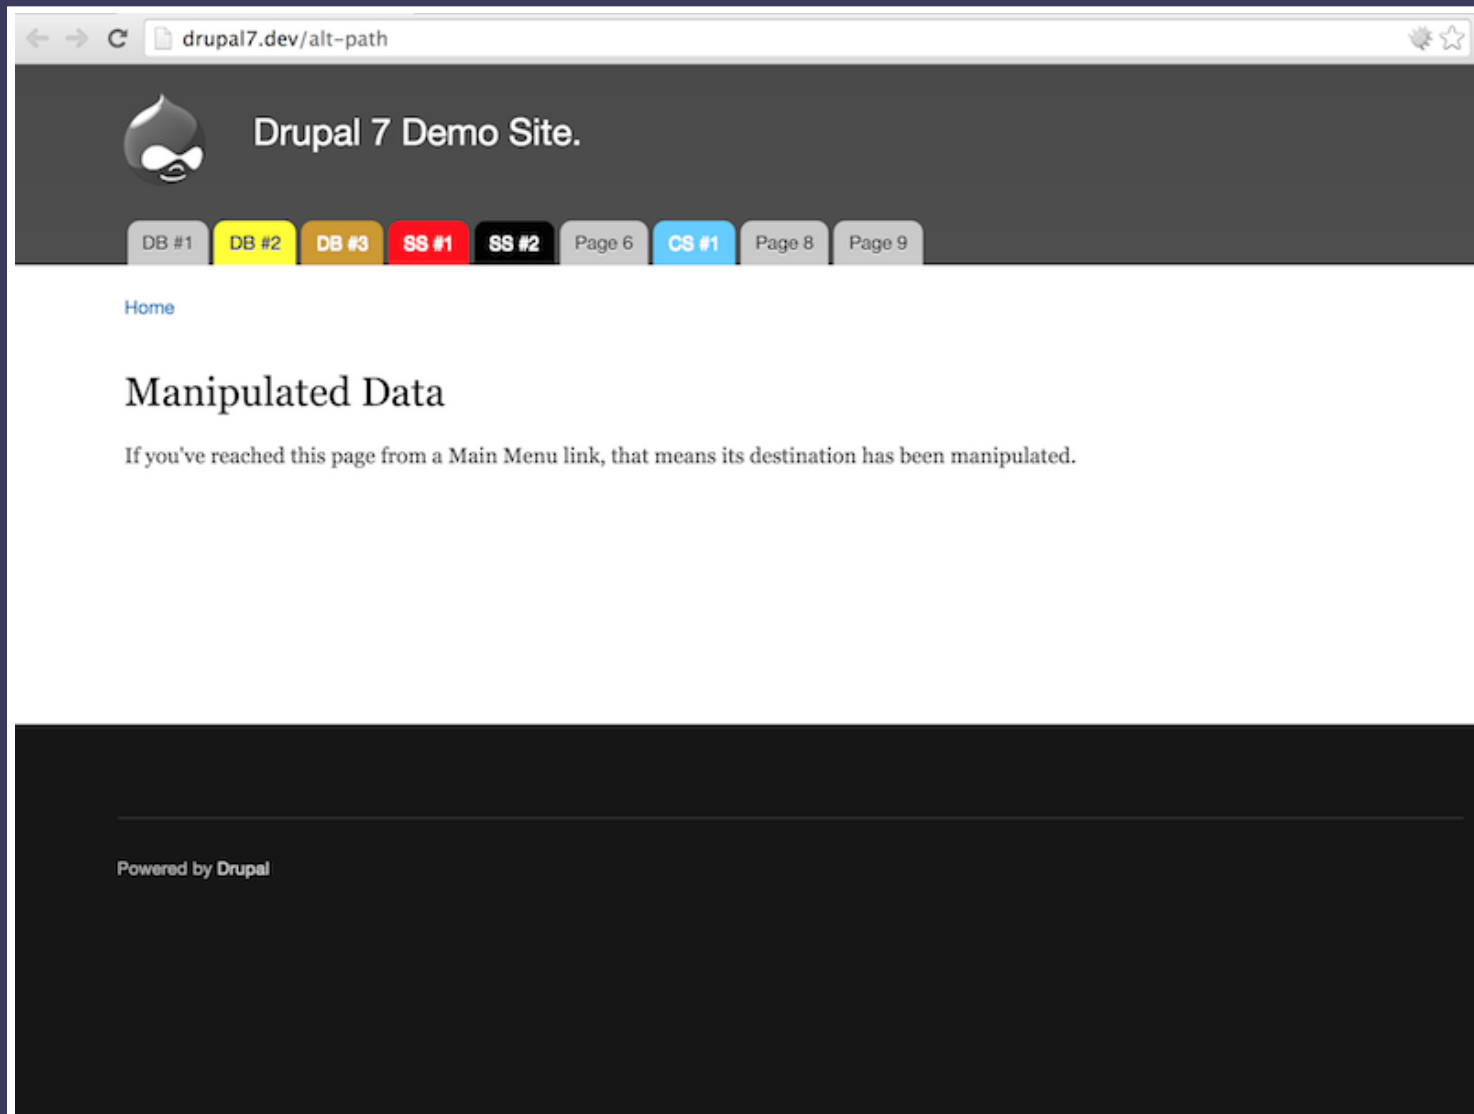 drupal7.dev/alt-path
Drupal 7 Demo Site.
DB #1 DB #2 DB #3 SS #1 SS #2 Page 6 CS #1 Page 8 Page 9
Home
Manipulated Data
If you've reached this page from a Main Menu link, that means its destination has been manipulated.
Powered by Drupal